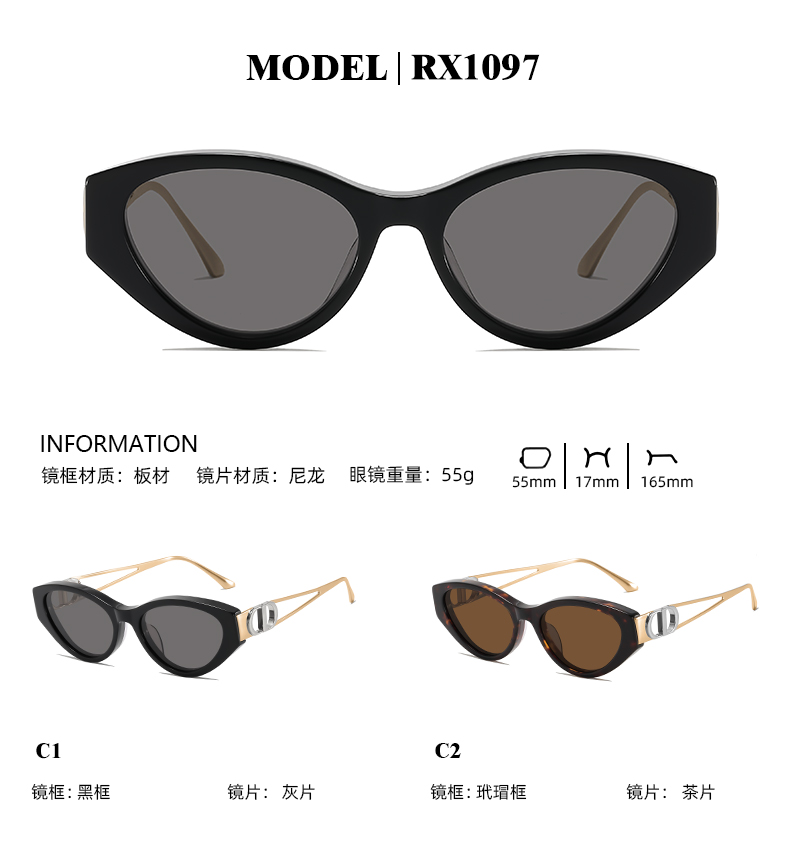 MODEL | RX1097
INFORMATION
镜框材质：板材 镜片材质：尼龙 眼镜重量：55g
55mm 17mm 165mm
C1 C2
镜框：黑框 镜片：灰片 镜框：玳瑁框 镜片：茶片